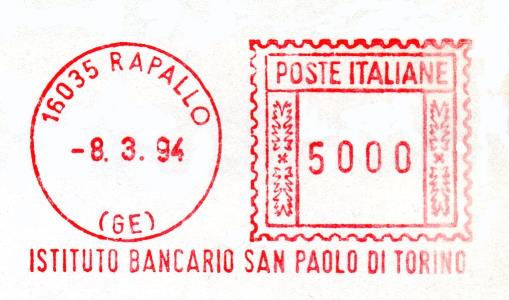 16035 RAPALLO
-8. 3. 94
(GE)
POSTE ITALIANE
5000
ISTITUTO BANCARIO SAN PAOLO DI TORINO